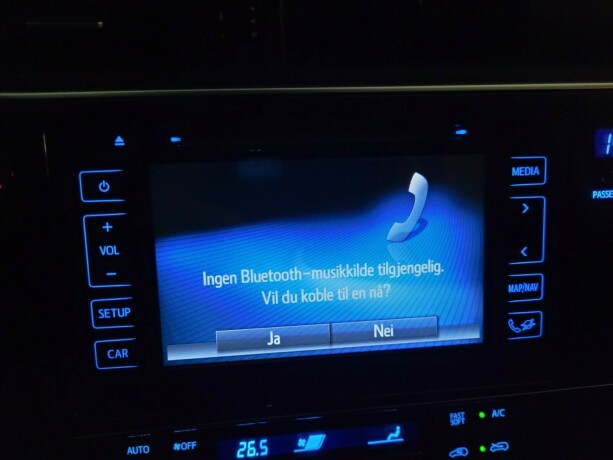 MEDIA
1
PASSE
+
VOL
−
>
<
Ingen Bluetooth-musikkilde tilgjengelig.
Vil du koble til en nå?
MAP/NAV
SETUP
Ja Nei
CAR
FAST
SOFT
A/C
AUTO OFF 26.5